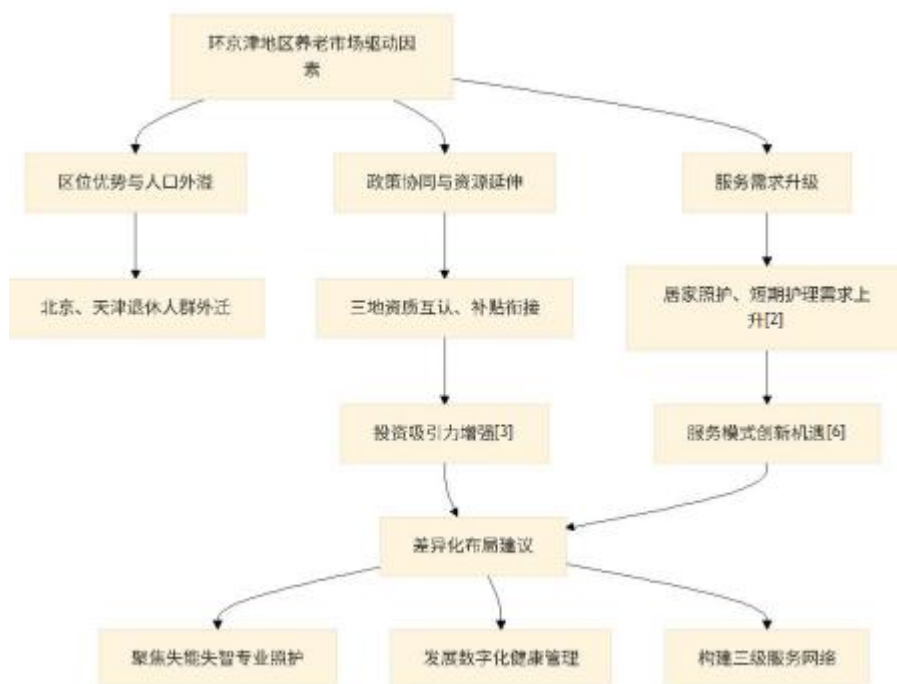 环京津地区养老市场驱动因
素
区位优势与人口外溢
政策协同与资源延伸
服务需求升级
北京、天津退休人群外迁
三地资质互认、补贴衔接
居家照护、短期护理需求上
升[2]
投资吸引力增强[3]
服务模式创新机遇[6]
差异化布局建议
聚焦失能失智专业照护
发展数字化健康管理
构建三级服务网络